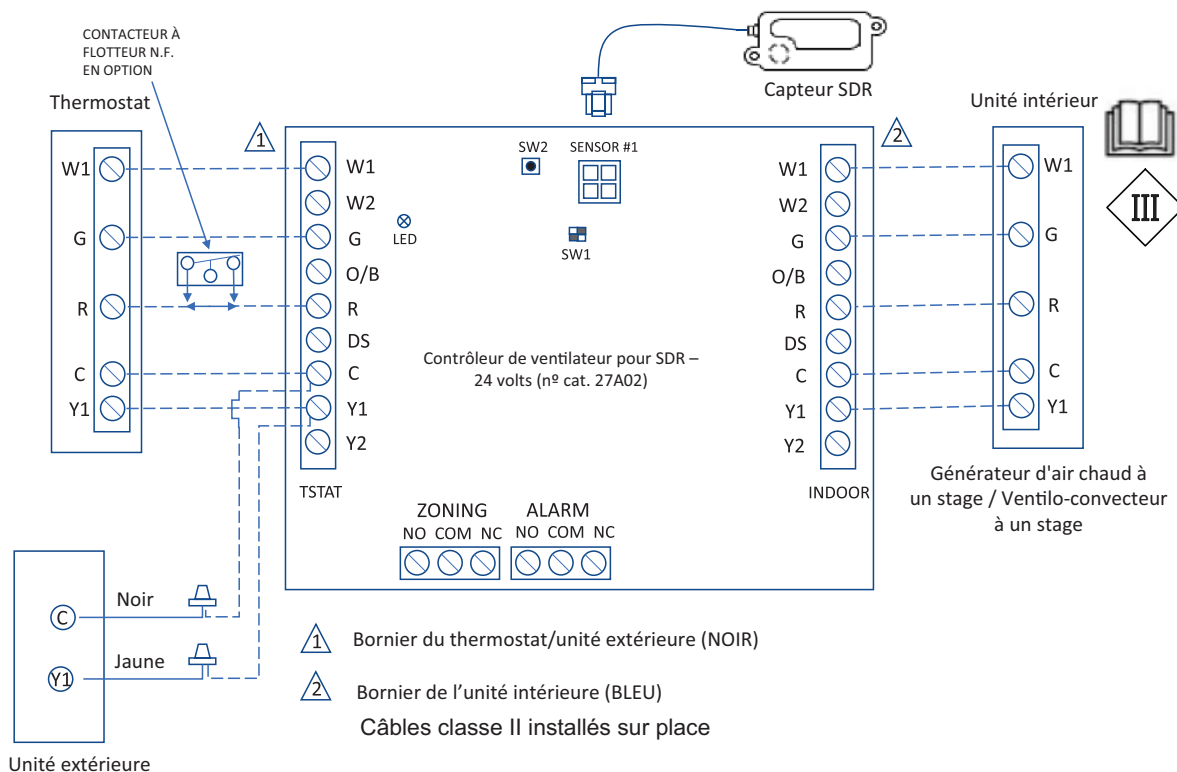 CONTACTEUR À
FLOTTEUR N.F.
EN OPTION
Thermostat
W1
G
R
C
Y1
1
W1
W2
G
O/B
R
DS
C
Y1
Y2
TSTAT
LED
SW2
SENSOR #1
SW1
Capteur SDR
Contrôleur de ventilateur pour SDR –
24 volts (nº cat. 27A02)
ZONING
NO COM NC
ALARM
NO COM NC
2
W1
W2
G
O/B
R
DS
C
Y1
Y2
INDOOR
Unité intérieur
W1
G
R
C
Y1
III
Générateur d'air chaud à
un stage / Ventilo-convecteur
à un stage
C
Noir
Y1
Jaune
Unité extérieure
1 Bornier du thermostat/unité extérieure (NOIR)
2 Bornier de l’unité intérieure (BLEU)
Câbles classe II installés sur place